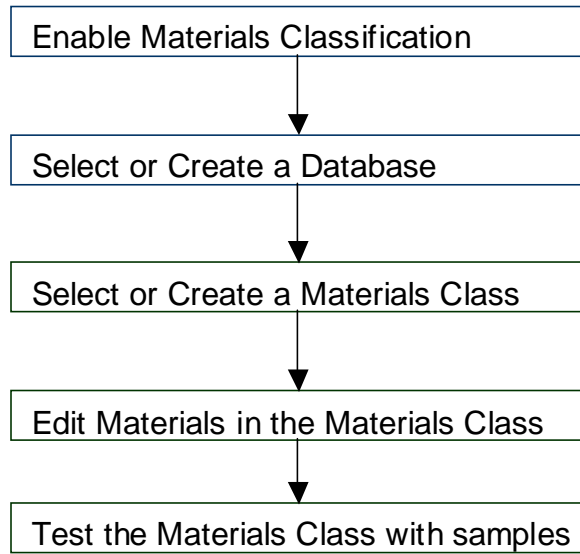 Enable Materials Classification
Select or Create a Database
Select or Create a Materials Class
Edit Materials in the Materials Class
Test the Materials Class with samples